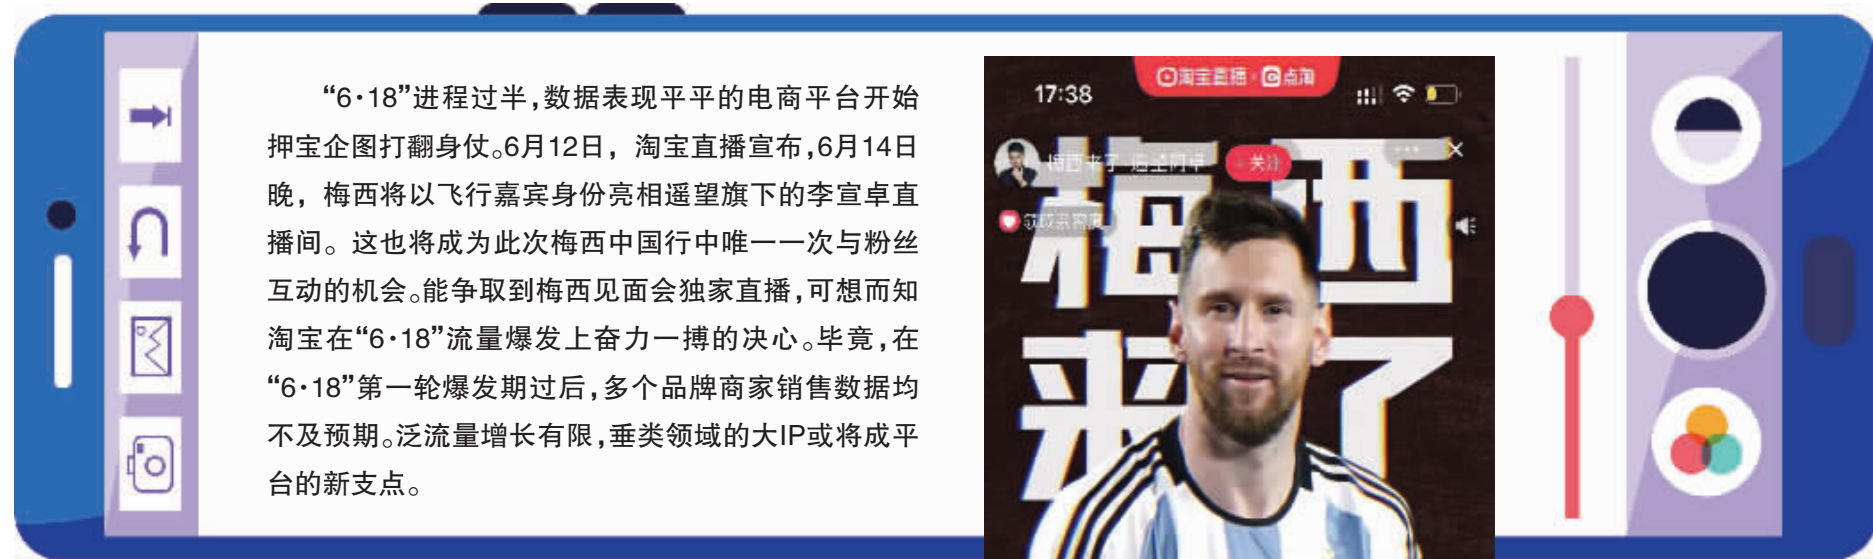 “6·18”进程过半,数据表现平平的电商平台开始
押宝企图打翻身仗。6月12日，淘宝直播宣布,6月14日
晚，梅西将以飞行嘉宾身份亮相遥望旗下的李宣卓直
播间。这也将成为此次梅西中国行中唯一一次与粉丝
互动的机会。能争取到梅西见面会独家直播,可想而知
淘宝在“6·18”流量爆发上奋力一搏的决心。毕竟,在
“6·18”第一轮爆发期过后,多个品牌商家销售数据均
不及预期。泛流量增长有限,垂类领域的大IP或将成平
台的新支点。
淘宝直播 · 点淘
17:38
梅西来了
+ 关注
梅西
来了